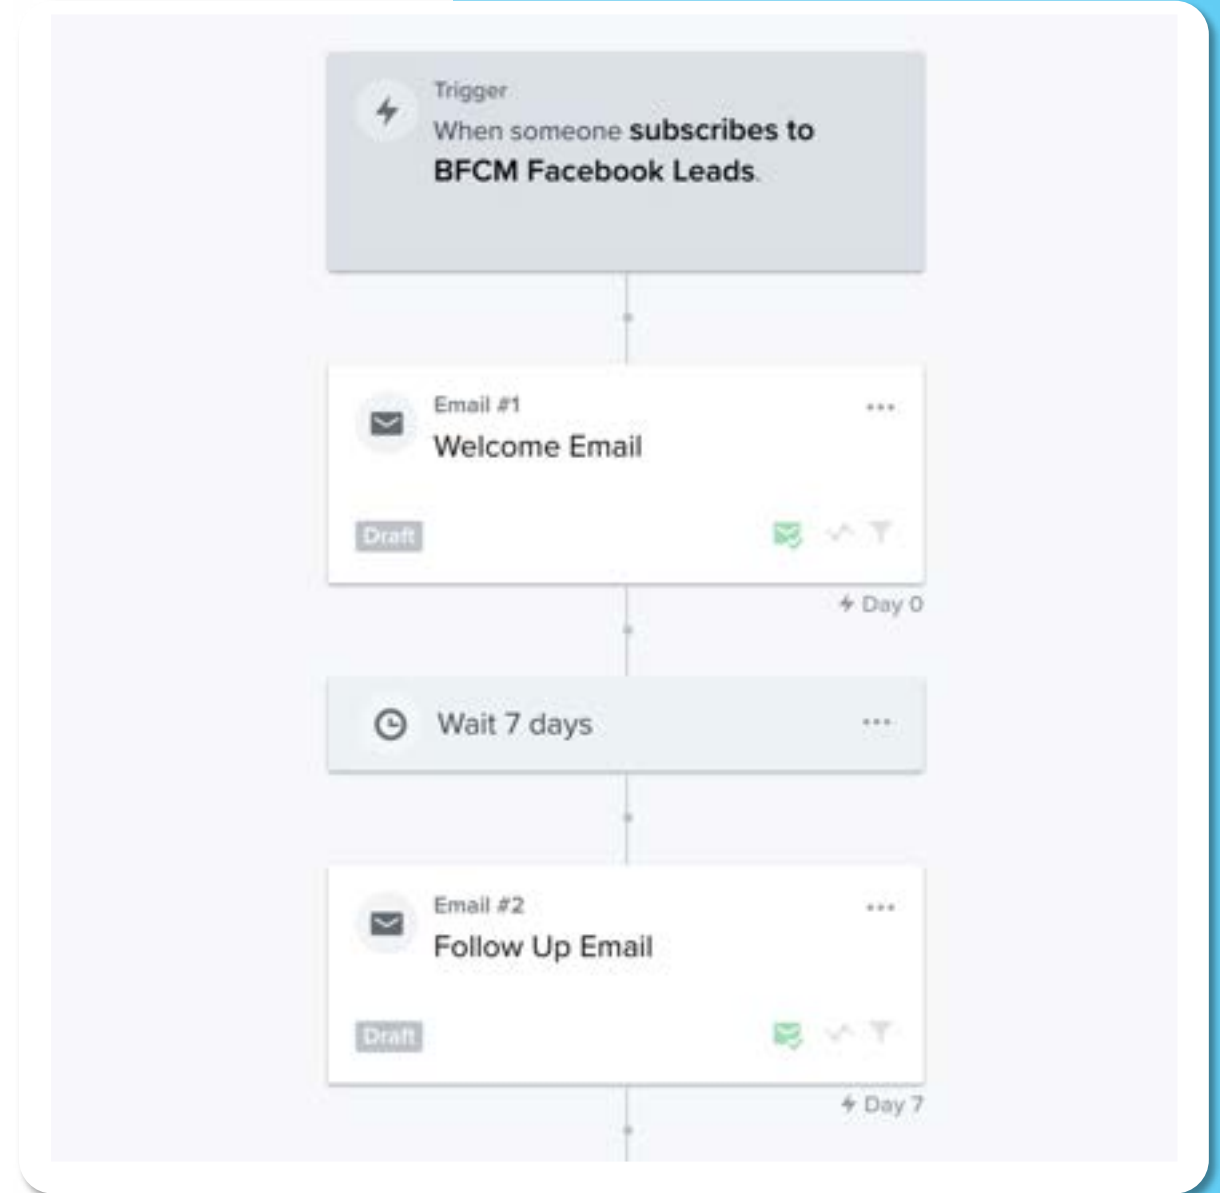 Trigger
When someone subscribes to
BFCM Facebook Leads.
Email #1
Welcome Email
Draft
Day 0
Wait 7 days
Email #2
Follow Up Email
Draft
Day 7